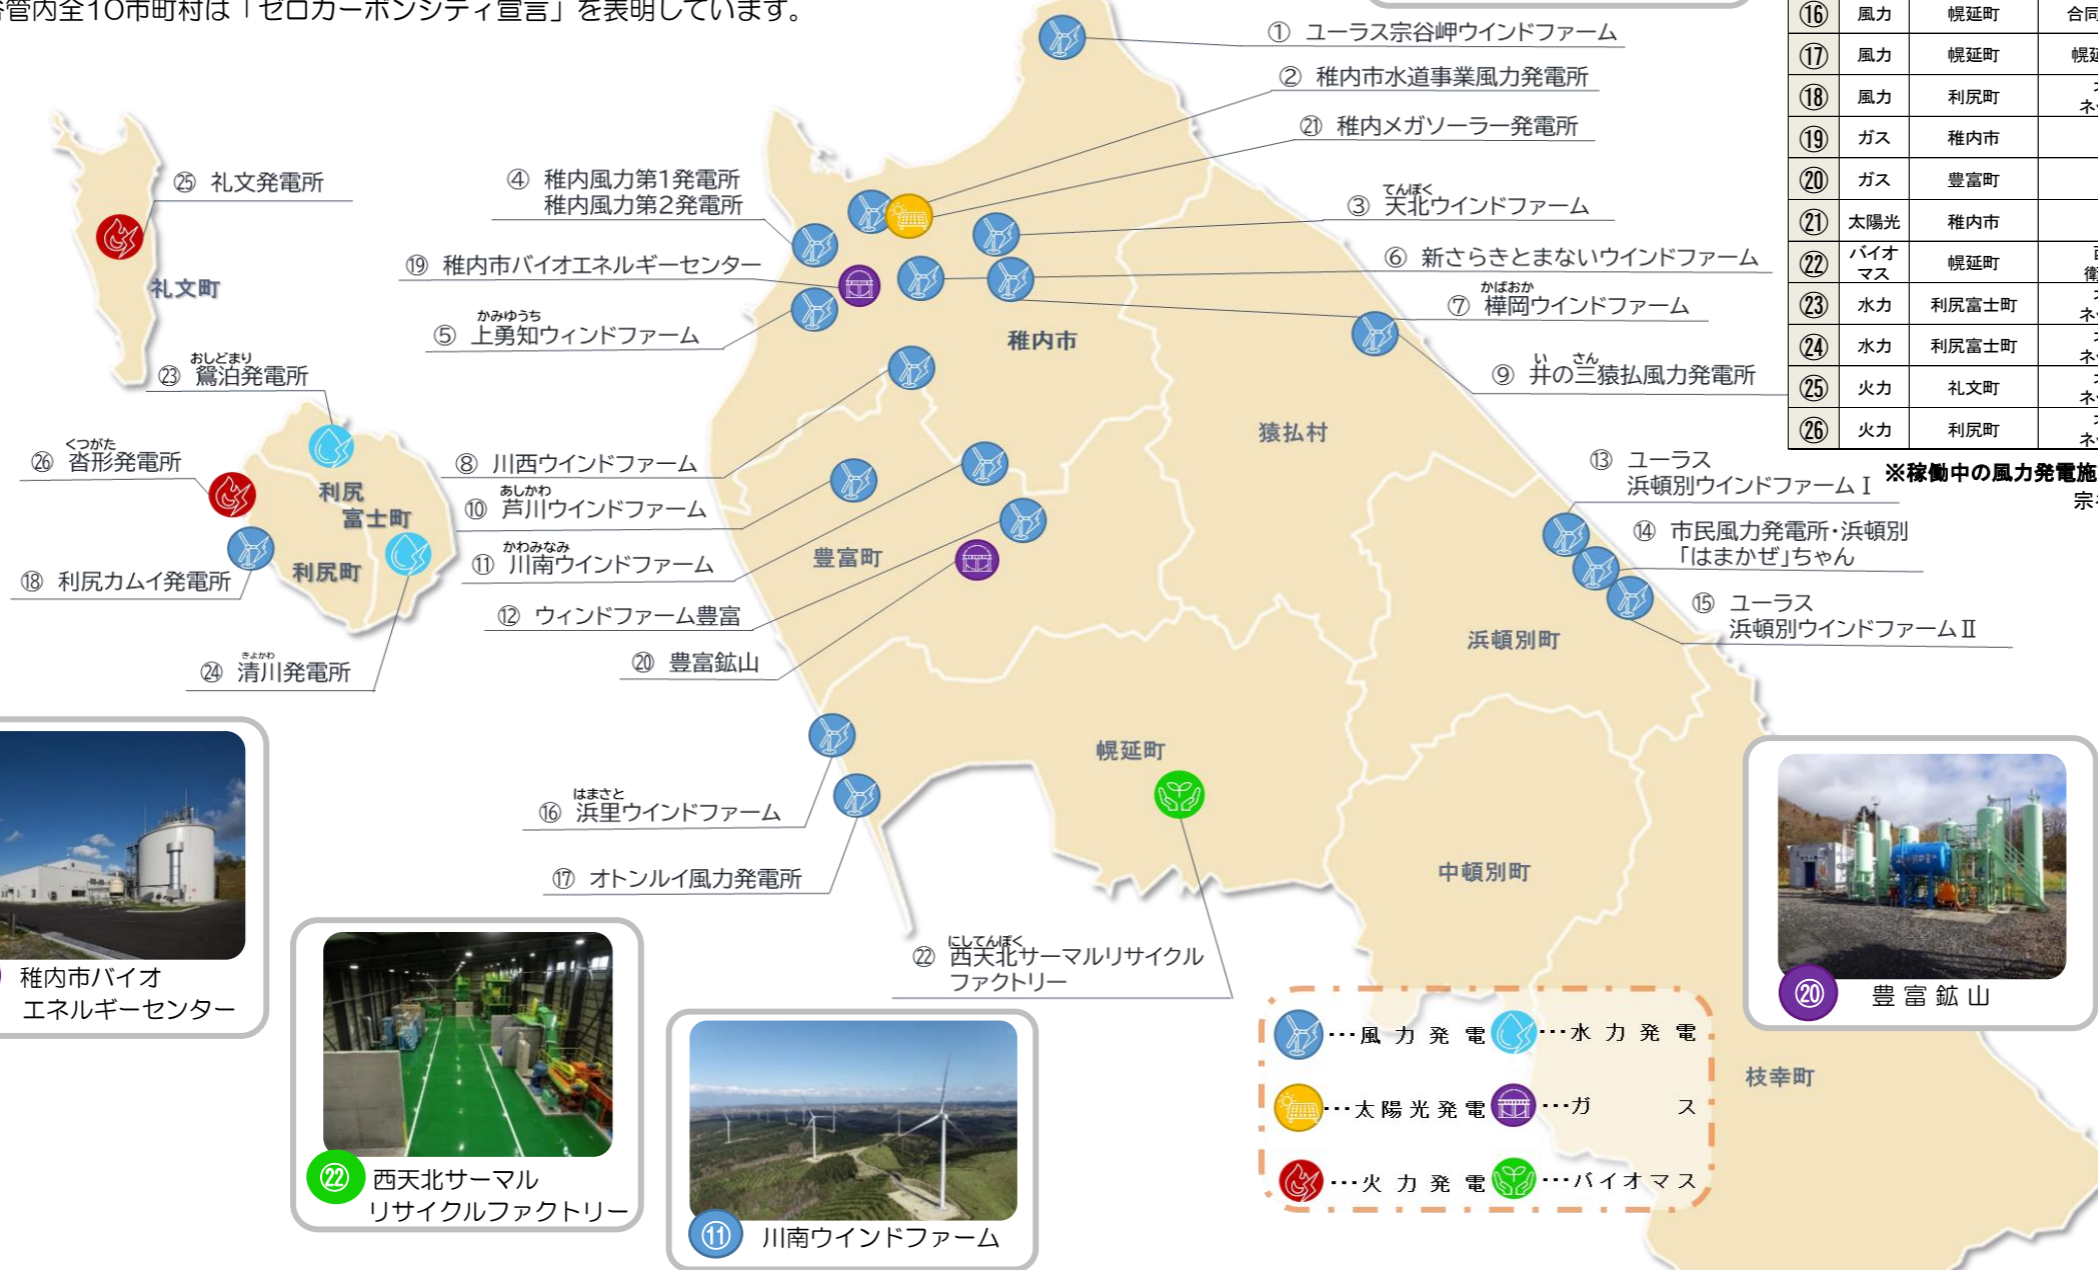 管内全10市町村は「ゼロカーボンシティ宣言」を表明しています。
① ユーラス宗谷岬ウインドファーム
② 稚内市水道事業風力発電所
㉑ 稚内メガソーラー発電所
てんぽく
③ 天北ウインドファーム
⑥ 新さらきとまないウインドファーム
かばおか
⑦ 樺岡ウインドファーム
い さん
⑨ 井の三猿払風力発電所
㉕ 礼文発電所
礼文町
④ 稚内風力第1発電所
稚内風力第2発電所
⑲ 稚内市バイオエネルギーセンター
かみゆうち
⑤ 上勇知ウィンドファーム
おしどまり
㉓ 鴛泊発電所
くつがた
㉖ 沓形発電所
利尻
富士町
利尻町
⑱ 利尻カムイ発電所
きよかわ
㉔ 清川発電所
⑧ 川西ウインドファーム
あしかわ
⑩ 芦川ウインドファーム
かわみなみ
⑪ 川南ウインドファーム
⑫ ウィンドファーム豊富
⑳ 豊富鉱山
稚内市
猿払村
豊富町
浜頓別町
幌延町
中頓別町
枝幸町
⑬ ユーラス
浜頓別ウインドファームⅠ
⑭ 市民風力発電所・浜頓別
「はまかぜ」ちゃん
⑮ ユーラス
浜頓別ウインドファームⅡ
はまさと
⑯ 浜里ウインドファーム
⑰ オトンルイ風力発電所
にしてんぽく
㉒ 西天北サーマルリサイクル
ファクトリー
⑯ 風力 幌延町 合同
⑰ 風力 幌延町 幌延
⑱ 風力 利尻町 ネ
⑲ ガス 稚内市
⑳ ガス 豊富町
㉑ 太陽光 稚内市
㉒ バイオ
マス 幌延町
㉓ 水力 利尻富士町 ネ
㉔ 水力 利尻富士町 ネ
㉕ 火力 礼文町 ネ
㉖ 火力 利尻町 ネ
※稼働中の風力発電施
宗
稚内市バイオ
エネルギーセンター
㉒ 西天北サーマル
リサイクルファクトリー
⑪ 川南ウインドファーム
⑳ 豊富鉱山
…風力発電 …水力発電
…太陽光発電 …ガス
…火力発電 …バイオマス